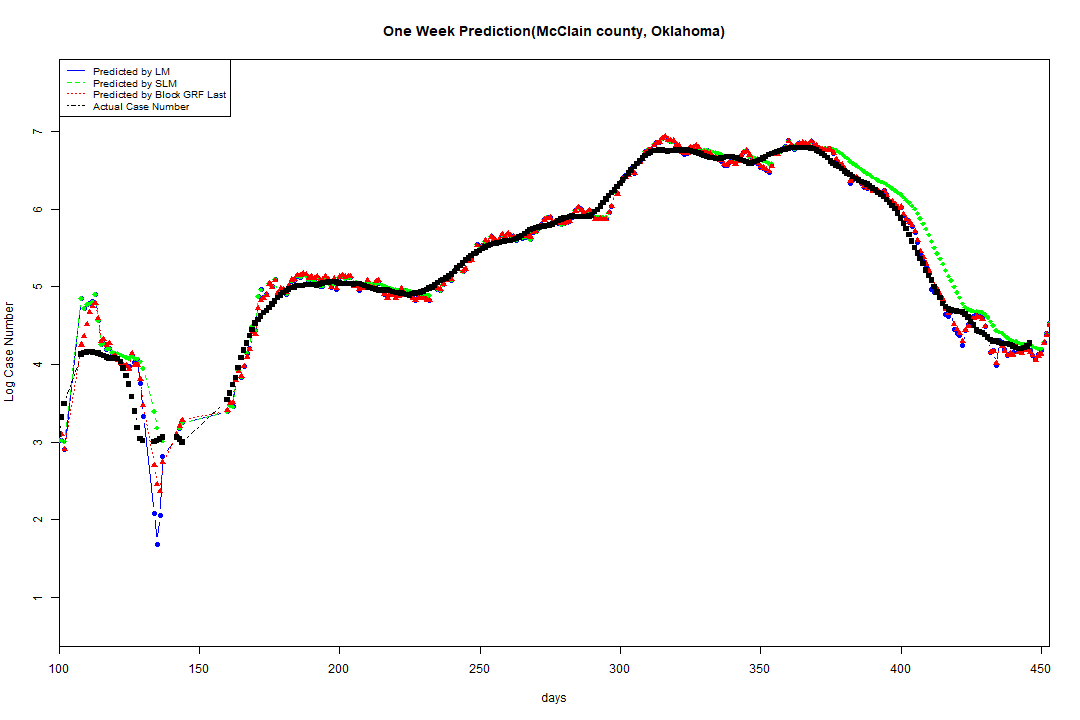 One Week Prediction(McClain county, Oklahoma)
Predicted by LM
Predicted by SLM
Predicted by Block GRF Last
Actual Case Number
Log Case Number
7
6
5
4
3
2
1
100 150 200 250 300 350 400 450
days